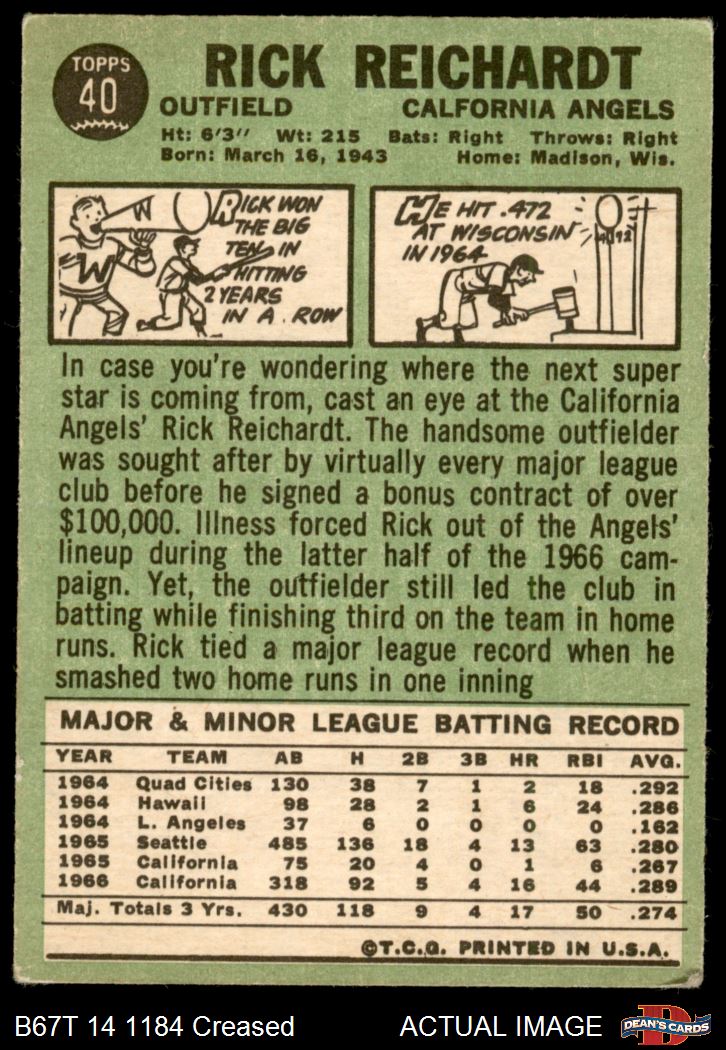 TOPPS
40
RICK REICHARDT
OUTFIELD CALFORNIA ANGELS
Ht: 6'3" Wt: 215 Bats: Right Throws: Right
Born: March 16, 1943 Home: Madison, Wis.
W
W
RICK WON
THE BIG
TEN IN
HITTING
2 YEARS
IN A ROW
HE HIT .472
AT WISCONSIN
IN 1964
In case you're wondering where the next super
star is coming from, cast an eye at the California
Angels' Rick Reichardt. The handsome outfielder
was sought after by virtually every major league
club before he signed a bonus contract of over
$100,000. Illness forced Rick out of the Angels'
lineup during the latter half of the 1966 cam-
paign. Yet, the outfielder still led the club in
batting while finishing third on the team in home
runs. Rick tied a major league record when he
smashed two home runs in one inning
MAJOR & MINOR LEAGUE BATTING RECORD
YEAR TEAM AB H 2B 3B HR RBI AVG.
1964 Quad Cities 130 38 7 1 2 18 .292
1964 Hawaii 98 28 2 1 6 24 .286
1964 L. Angeles 37 6 0 0 0 0 .162
1965 Seattle 485 136 18 4 13 63 .280
1965 California 75 20 4 0 1 6 .267
1966 California 318 92 5 4 16 44 .289
Maj. Totals 3 Yrs. 430 118 9 4 17 50 .274
©T.C.G. PRINTED IN U.S.A.
B67T 14 1184 Creased ACTUAL IMAGE
D
DEAN'S CARDS